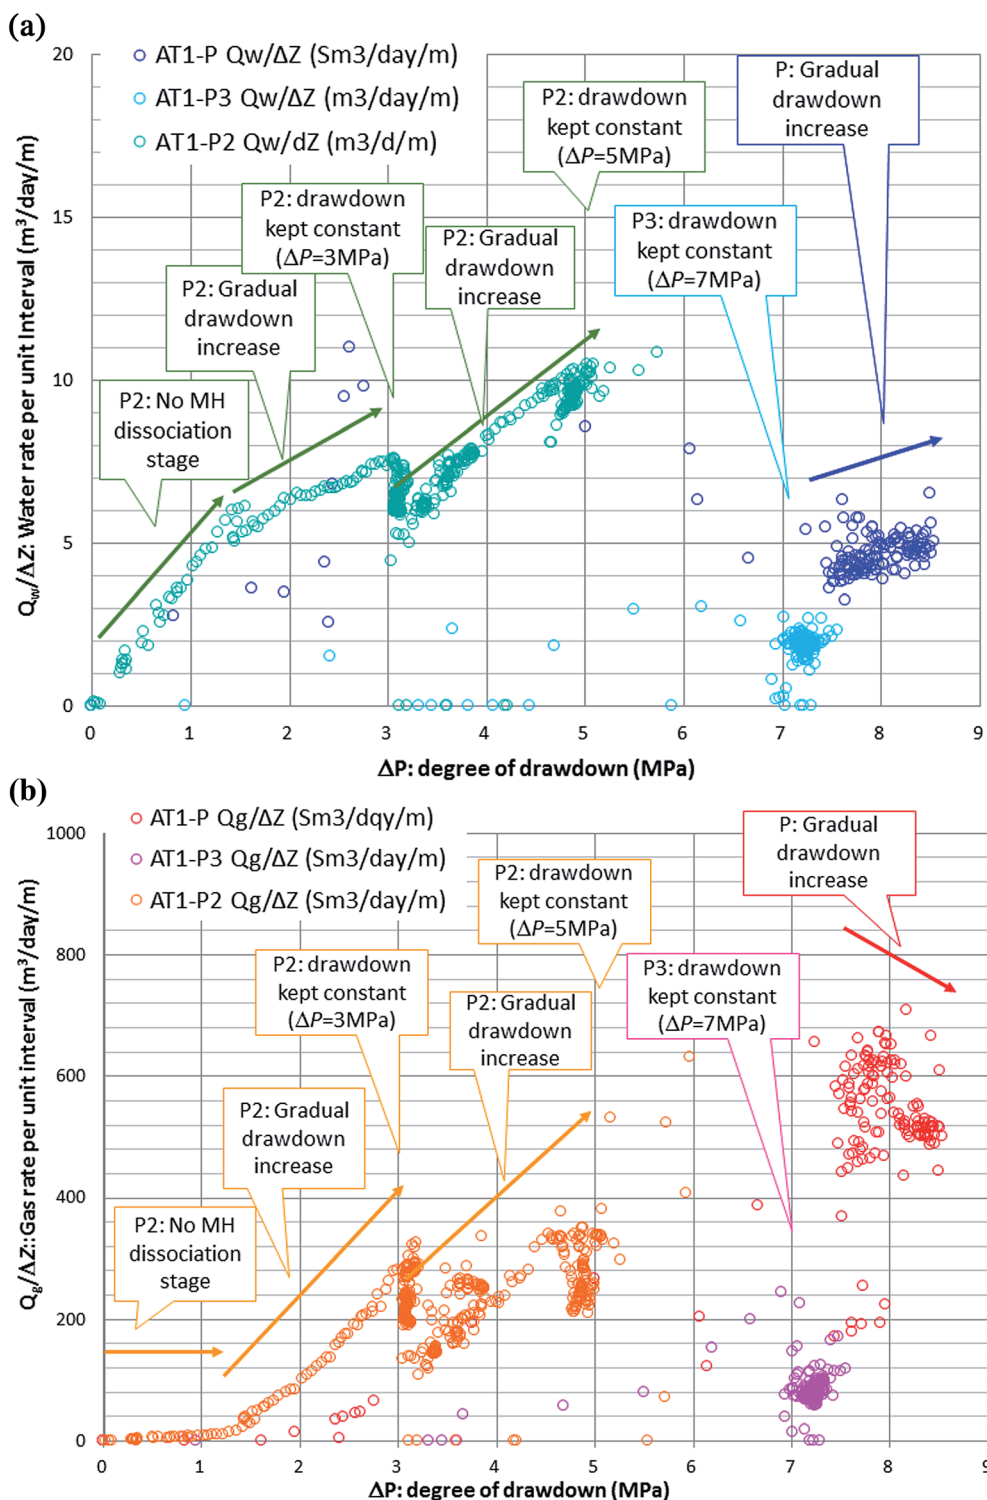 (a)
20
AT1-P Qw/ΔZ (Sm3/day/m)
AT1-P3 Qw/ΔZ (m3/day/m)
AT1-P2 Qw/dZ (m3/d/m)
P2: drawdown
kept constant
(ΔP=5MPa)
P: Gradual
drawdown
increase
P2: drawdown
kept constant
(ΔP=3MPa)
P2: Gradual
drawdown
increase
P3: drawdown
kept constant
(ΔP=7MPa)
P2: Gradual
drawdown
increase
P2: No MH
dissociation
stage
15
10
5
0
Qw/ΔZ: Water rate per unit Interval (m³/day/m)
0 1 2 3 4 5 6 7 8 9
ΔP: degree of drawdown (MPa)
(b)
1000
AT1-P Qg/ΔZ (Sm3/dqy/m)
AT1-P3 Qg/ΔZ (Sm3/day/m)
AT1-P2 Qg/ΔZ (Sm3/day/m)
P: Gradual
drawdown
increase
P2: drawdown
kept constant
(ΔP=5MPa)
P2: drawdown
kept constant
(ΔP=3MPa)
P3: drawdown
kept constant
(ΔP=7MPa)
P2: Gradual
drawdown
increase
P2: Gradual
drawdown
increase
P2: No MH
dissociation
stage
800
600
400
200
0
Qg/ΔZ::Gas rate per unit interval (m³/day/m)
0 1 2 3 4 5 6 7 8 9
ΔP: degree of drawdown (MPa)